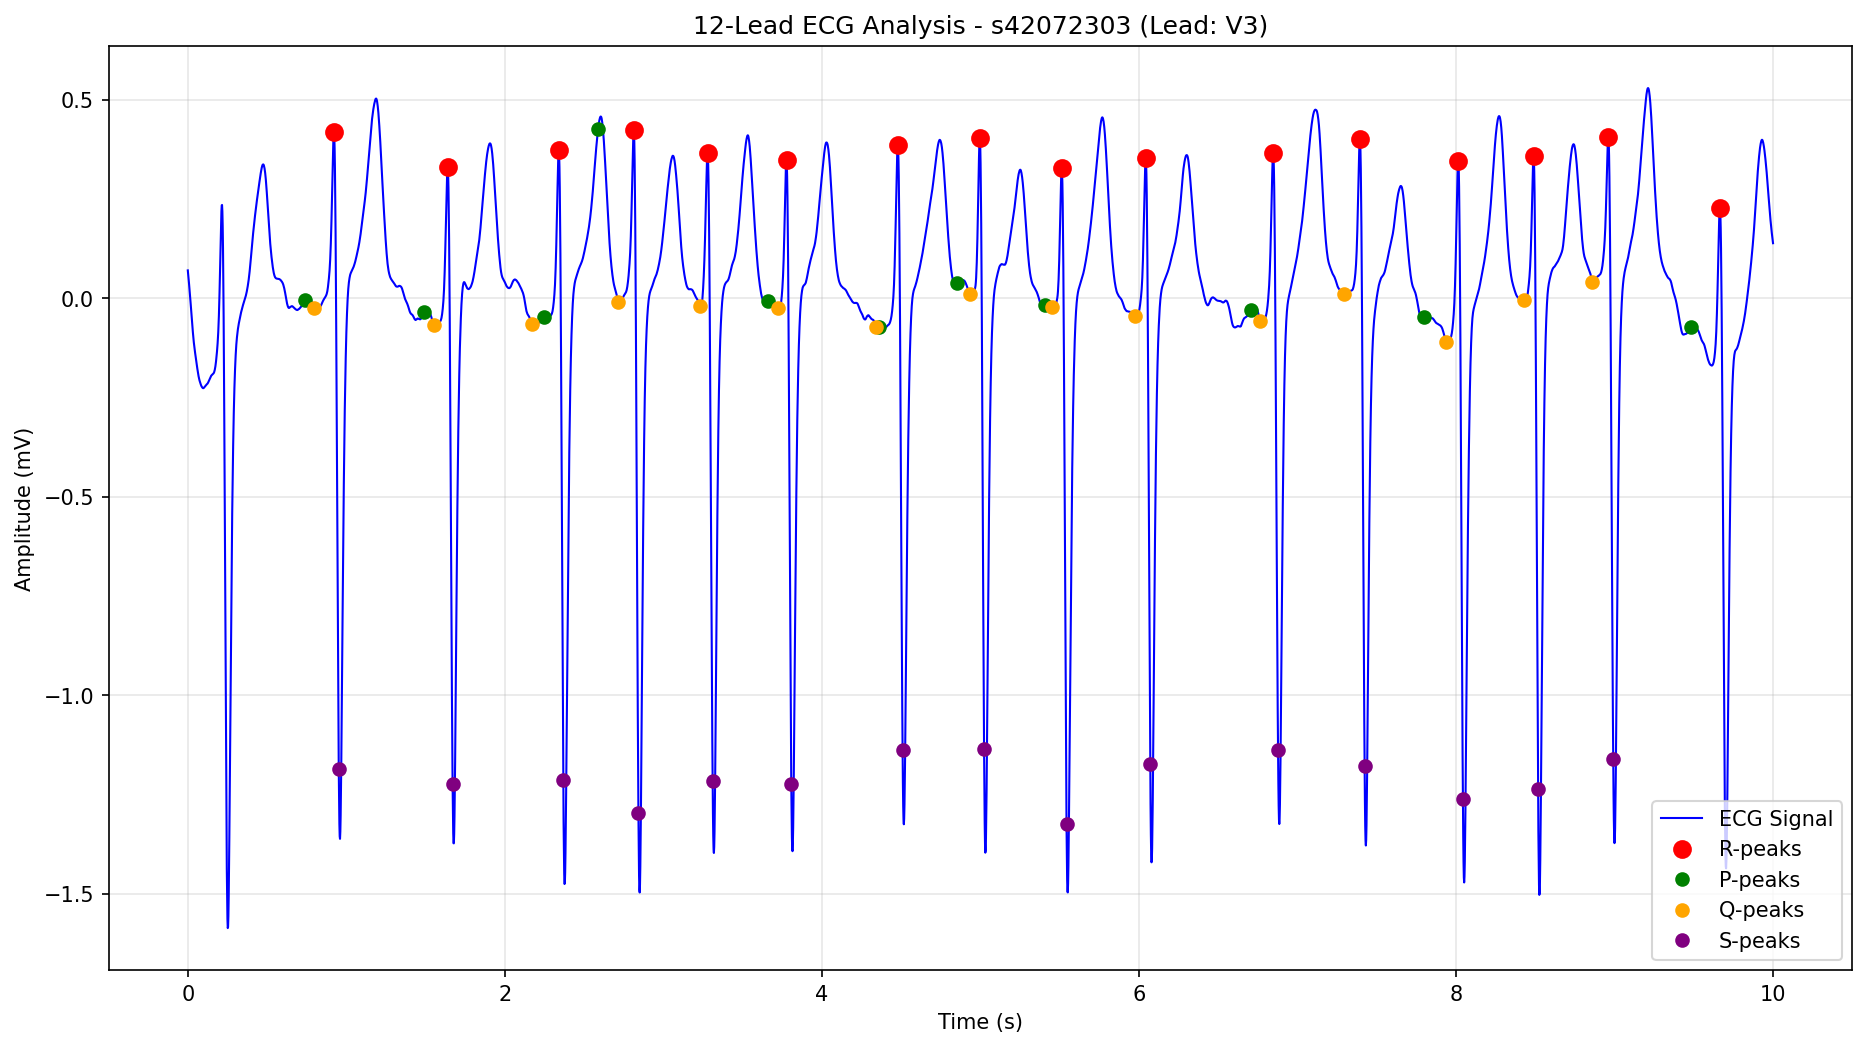 12-Lead ECG Analysis - s42072303 (Lead: V3)
Amplitude (mV)
0.5
0.0
−0.5
−1.0
−1.5
0 2 4 6 8 10
Time (s)
ECG Signal
R-peaks
P-peaks
Q-peaks
S-peaks